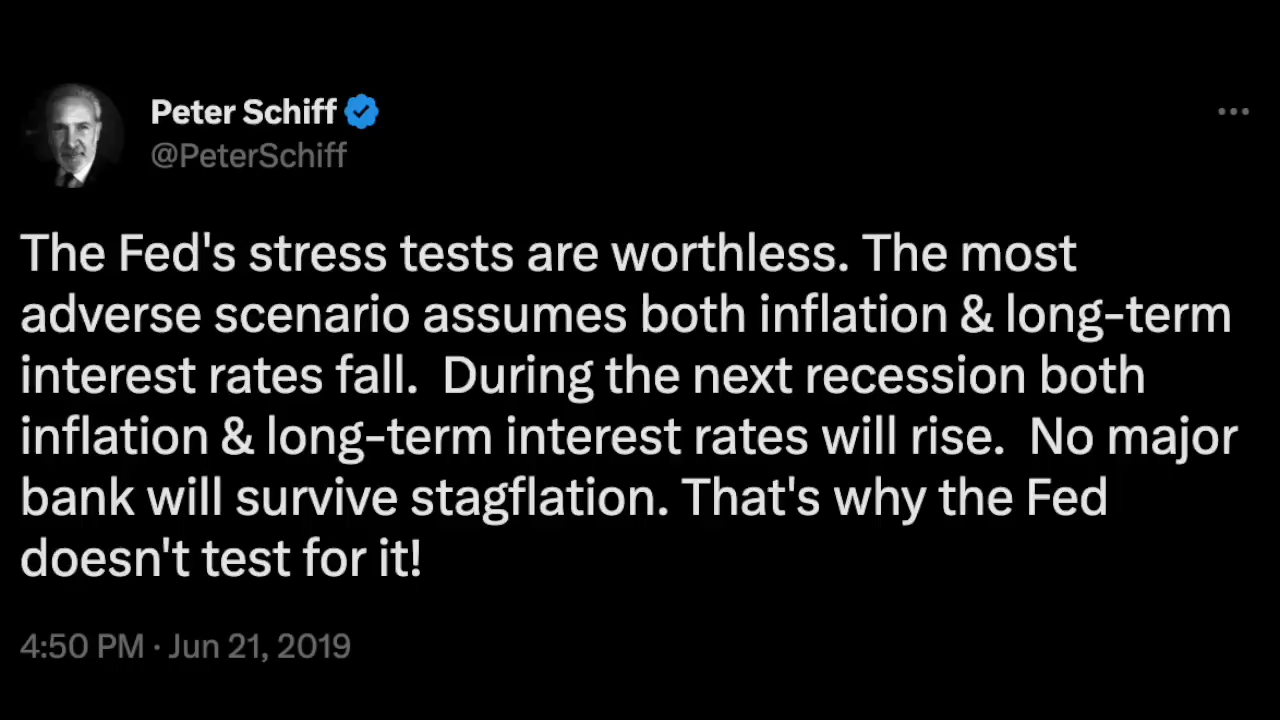 Peter Schiff
@PeterSchiff
The Fed's stress tests are worthless. The most
adverse scenario assumes both inflation & long-term
interest rates fall.  During the next recession both
inflation & long-term interest rates will rise.  No major
bank will survive stagflation. That's why the Fed
doesn't test for it!
4:50 PM · Jun 21, 2019